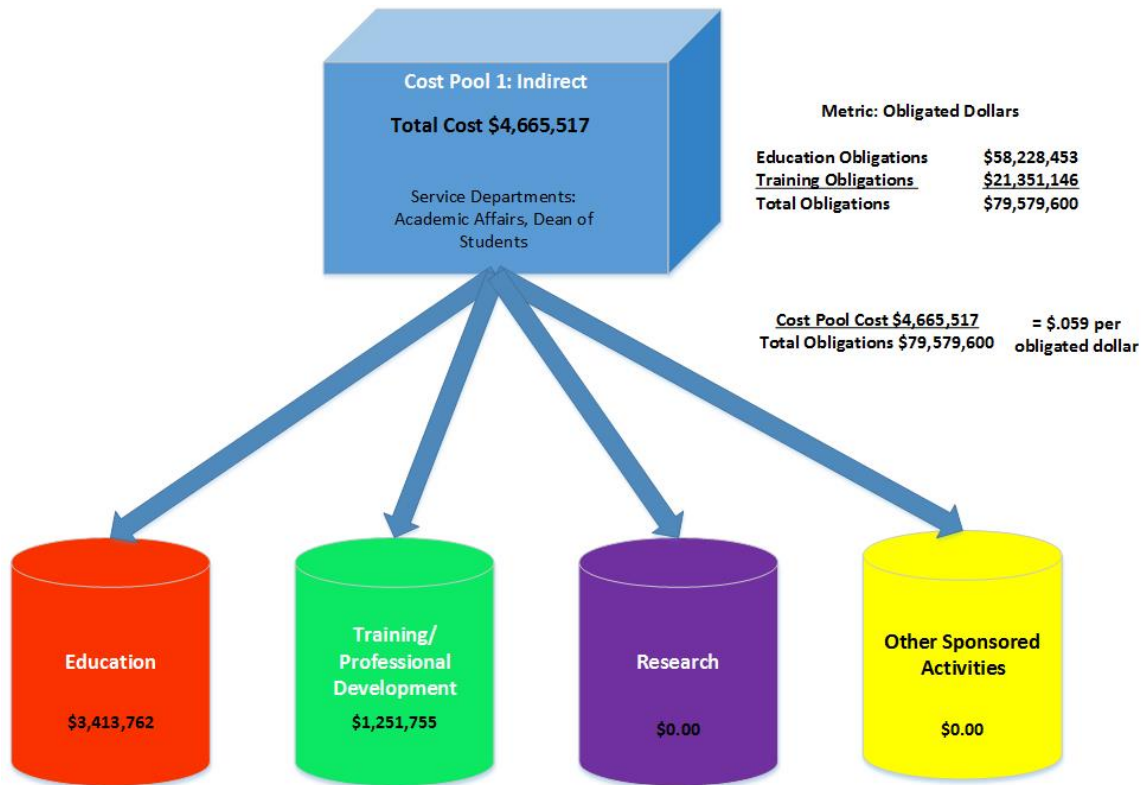 Cost Pool 1: Indirect
Total Cost $4,665,517
Service Departments:
Academic Affairs, Dean of
Students
Metric: Obligated Dollars
Education Obligations $58,228,453
Training Obligations $21,351,146
Total Obligations $79,579,600
Cost Pool Cost $4,665,517
Total Obligations $79,579,600
= $.059 per
obligated dollar
Education
$3,413,762
Training/
Professional
Development
$1,251,755
Research
$0.00
Other Sponsored
Activities
$0.00